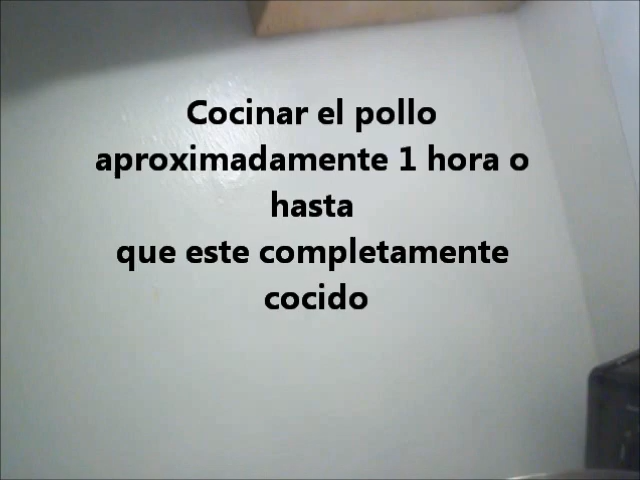 Cocinar el pollo
aproximadamente 1 hora o
hasta
que este completamente
cocido